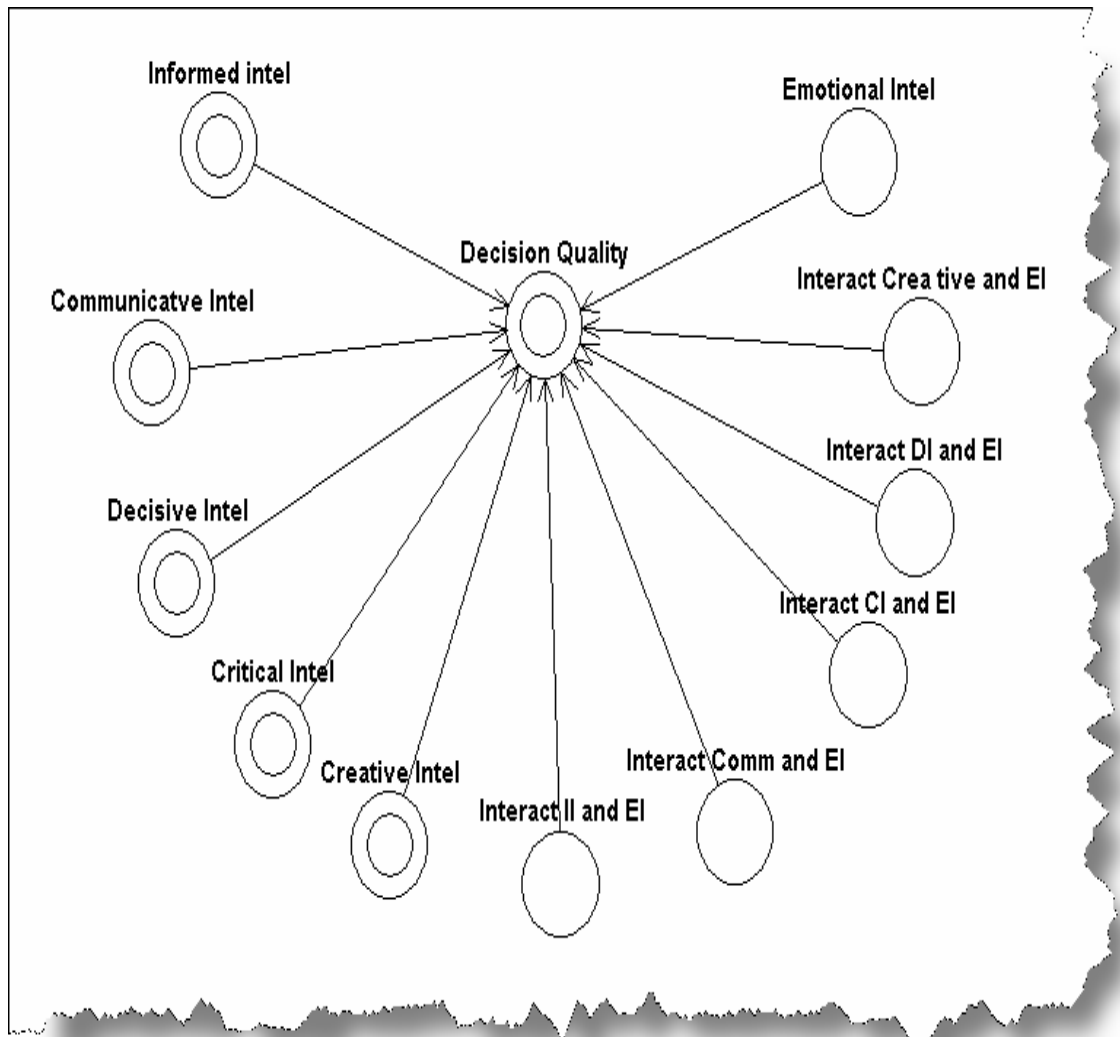 Informed intel
Emotional Intel
Decision Quality
Interact Crea tive and EI
Communicatve Intel
Interact DI and EI
Decisive Intel
Interact CI and EI
Critical Intel
Interact Comm and EI
Creative Intel
Interact II and EI